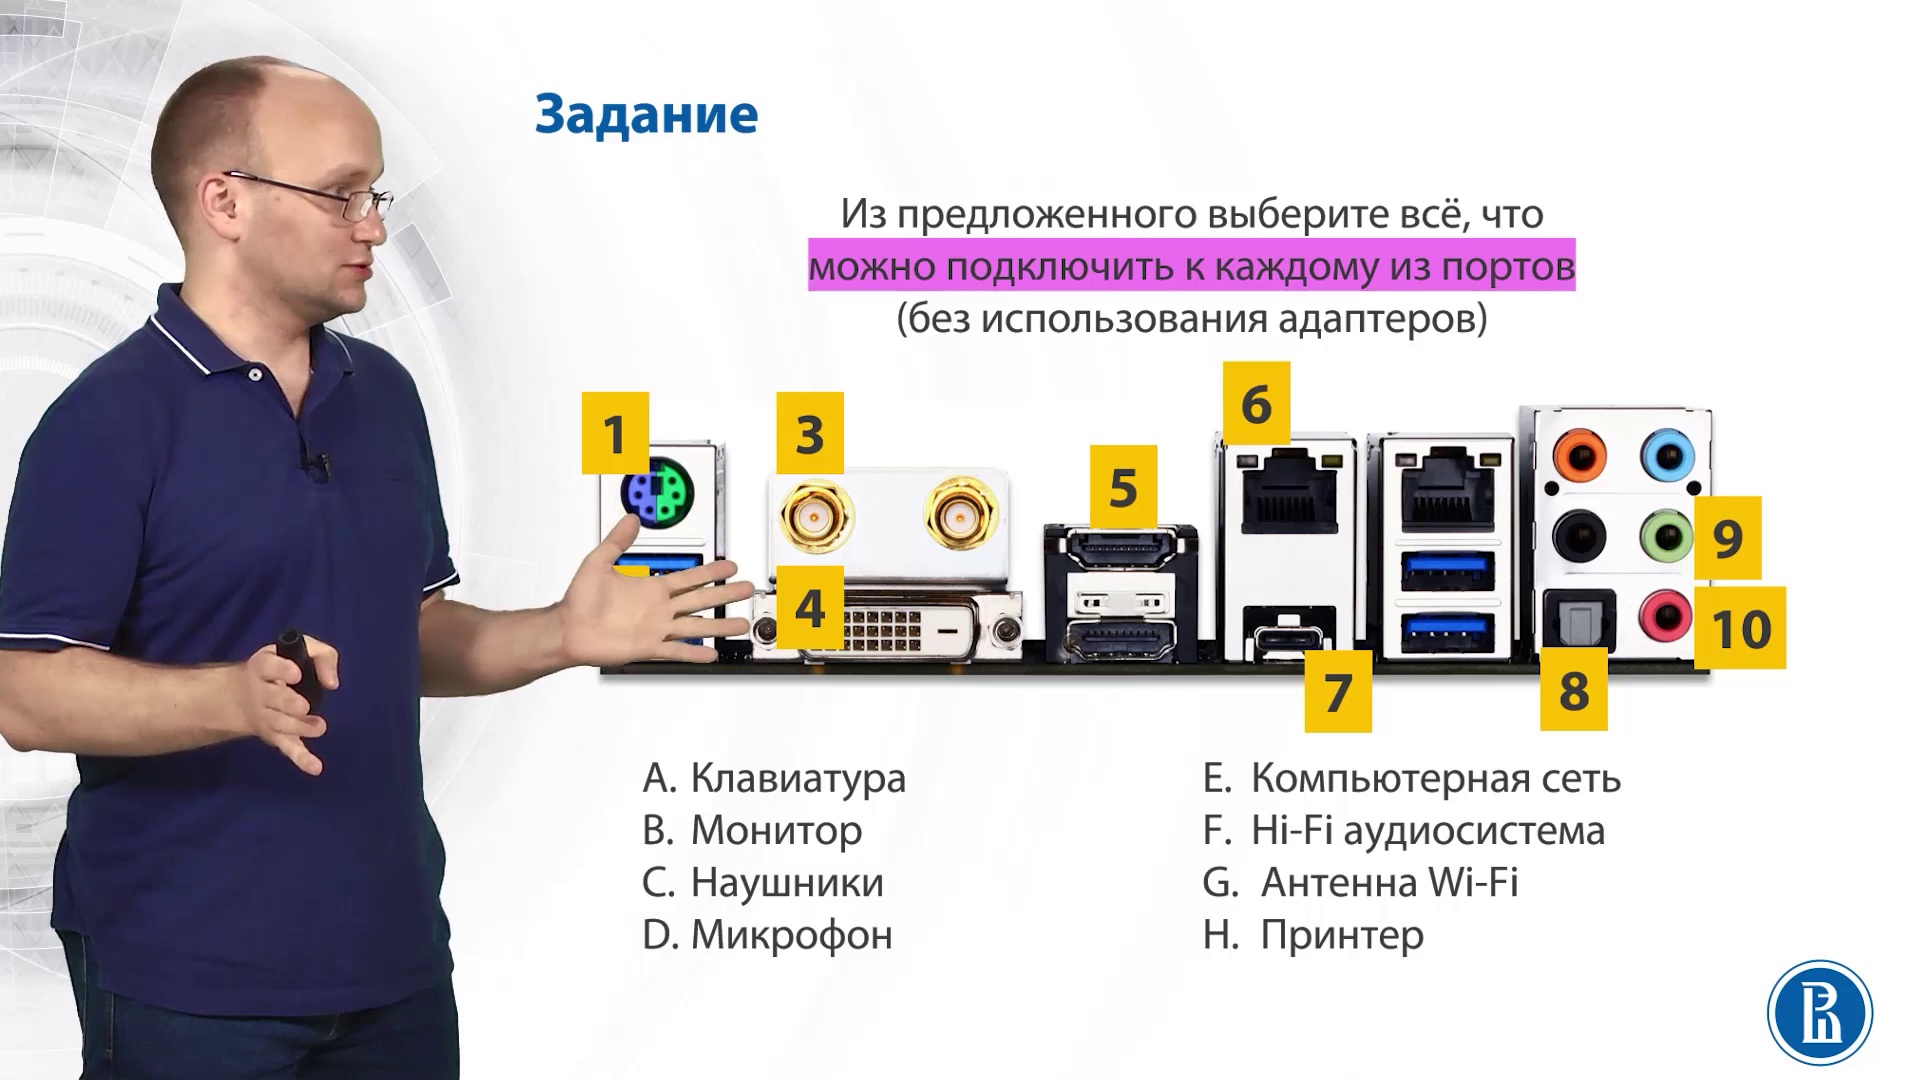 Задание
Из предложенного выберите всё, что
можно подключить к каждому из портов
(без использования адаптеров)
1
3
4
5
6
7
8
9
10
A. Клавиатура
B. Монитор
C. Наушники
D. Микрофон
E. Компьютерная сеть
F. Hi-Fi аудиосистема
G. Антенна Wi-Fi
H. Принтер